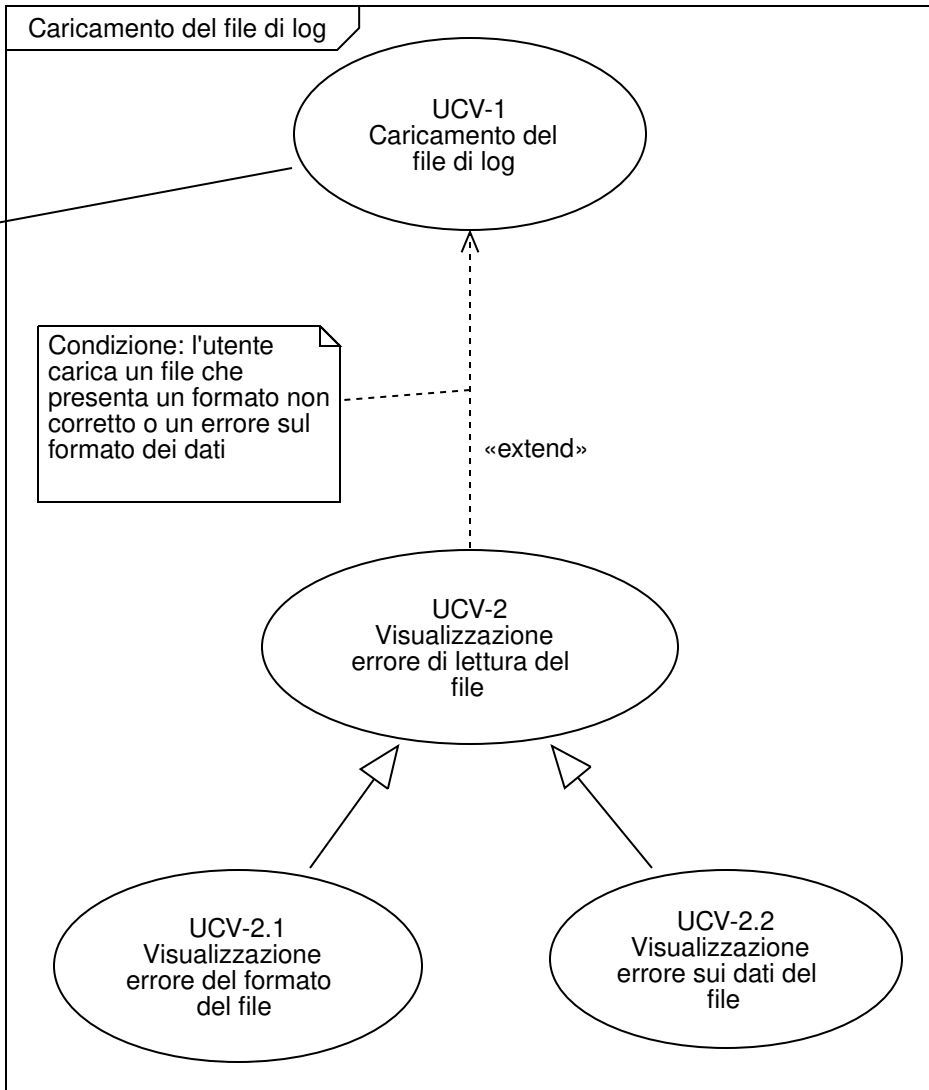 Caricamento del file di log
UCV-1
Caricamento del
file di log
Condizione: l'utente
carica un file che
presenta un formato non
corretto o un errore sul
formato dei dati
«extend»
UCV-2
Visualizzazione
errore di lettura del
file
UCV-2.1
Visualizzazione
errore del formato
del file
UCV-2.2
Visualizzazione
errore sui dati del
file